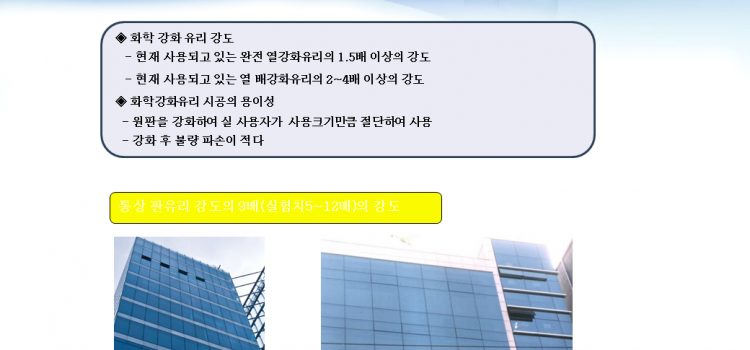 ◈ 화학 강화 유리 강도
- 현재 사용되고 있는 완전 열강화유리의 1.5배 이상의 강도
- 현재 사용되고 있는 열 배강화유리의 2~4배 이상의 강도
◈ 화학강화유리 시공의 용이성
- 원판을 강화하여 실 사용자가 사용크기만큼 절단하여 사용
- 강화 후 불량 파손이 적다
통상 판유리 강도의 9배(실험치5~12배)의 강도